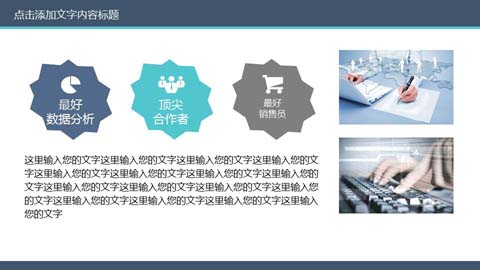 点击添加文字内容标题
最好
数据分析
顶尖
合作者
最好
销售员
这里输入您的文字这里输入您的文字这里输入您的文字这里输入您的文
字这里输入您的文字这里输入您的文字这里输入您的文字这里输入您的
文字这里输入您的文字这里输入您的文字这里输入您的文字这里输入您
的文字这里输入您的文字这里输入您的文字这里输入您的文字这里输入
您的文字